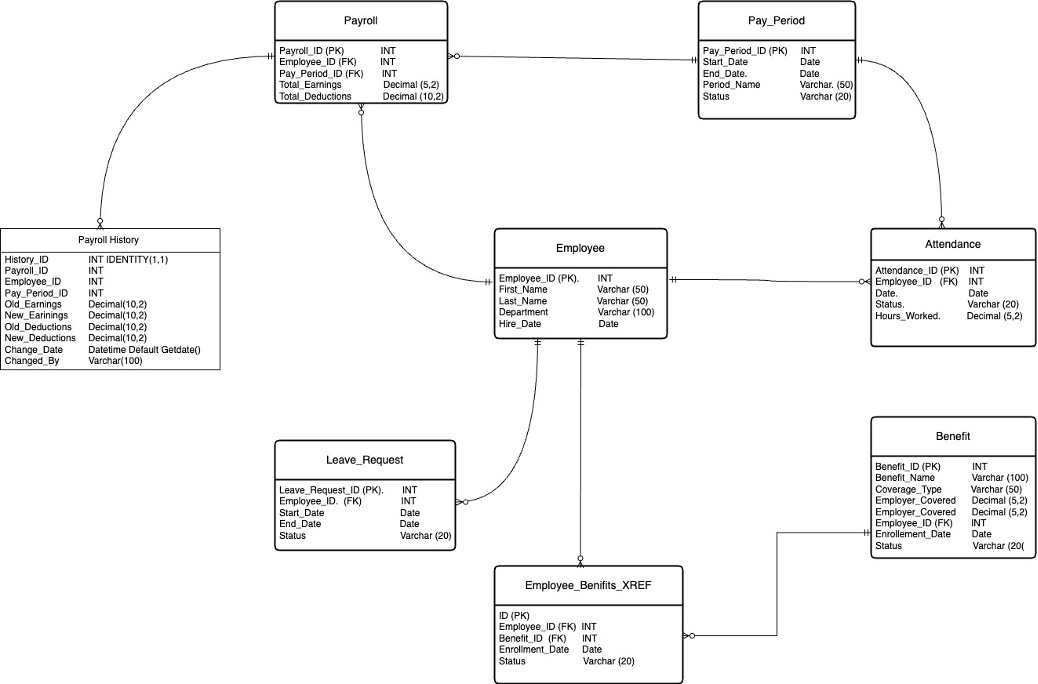 Payroll
Payroll_ID (PK) INT
Employee_ID (FK) INT
Pay_Period_ID (FK) INT
Total_Earnings Decimal (5,2)
Total_Deductions Decimal (10,2)
Pay_Period
Pay_Period_ID (PK) INT
Start_Date Date
End_Date. Date
Period_Name Varchar. (50)
Status Varchar (20)
Payroll History
History_ID INT IDENTITY(1,1)
Payroll_ID INT
Employee_ID INT
Pay_Period_ID INT
Old_Earnings Decimal(10,2)
New_Earinings Decimal(10,2)
Old_Deductions Decimal(10,2)
New_Deductions Decimal(10,2)
Change_Date Datetime Default Getdate()
Changed_By Varchar(100)
Employee
Employee_ID (PK). INT
First_Name Varchar (50)
Last_Name Varchar (50)
Department Varchar (100)
Hire_Date Date
Attendance
Attendance_ID (PK) INT
Employee_ID (FK) INT
Date. Date
Status. Varchar (20)
Hours_Worked. Decimal (5,2)
Leave_Request
Leave_Request_ID (PK). INT
Employee_ID. (FK) INT
Start_Date Date
End_Date Date
Status Varchar (20)
Benefit
Benefit_ID (PK) INT
Benefit_Name Varchar (100)
Coverage_Type Varchar (50)
Employer_Covered Decimal (5,2)
Employer_Covered Decimal (5,2)
Employee_ID (FK) INT
Enrollement_Date Date
Status Varchar (20(
Employee_Benifits_XREF
ID (PK)
Employee_ID (FK) INT
Benefit_ID (FK) INT
Enrollment_Date Date
Status Varchar (20)